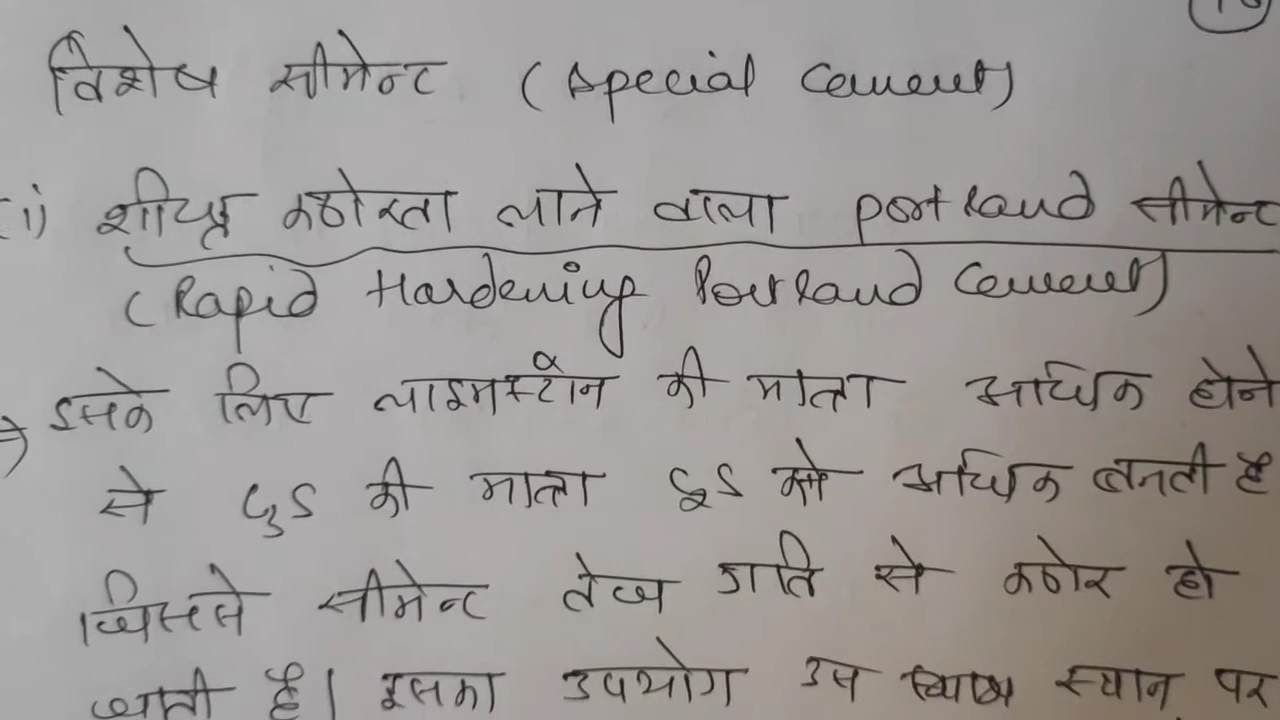 विशेष सीमेन्ट (Special Cement)
i) शीघ्र कठोरता लाने वाला portland सीमेन्ट
(Rapid Hardening Portland Cement)
⇒ इसके लिए लाइमस्टोन की मात्रा अधिक होने
से C₃S की मात्रा C₂S से अधिक बनती है
जिससे सीमेन्ट तेज गति से कठोर हो
जाती है। इसका उपयोग उस स्थान पर